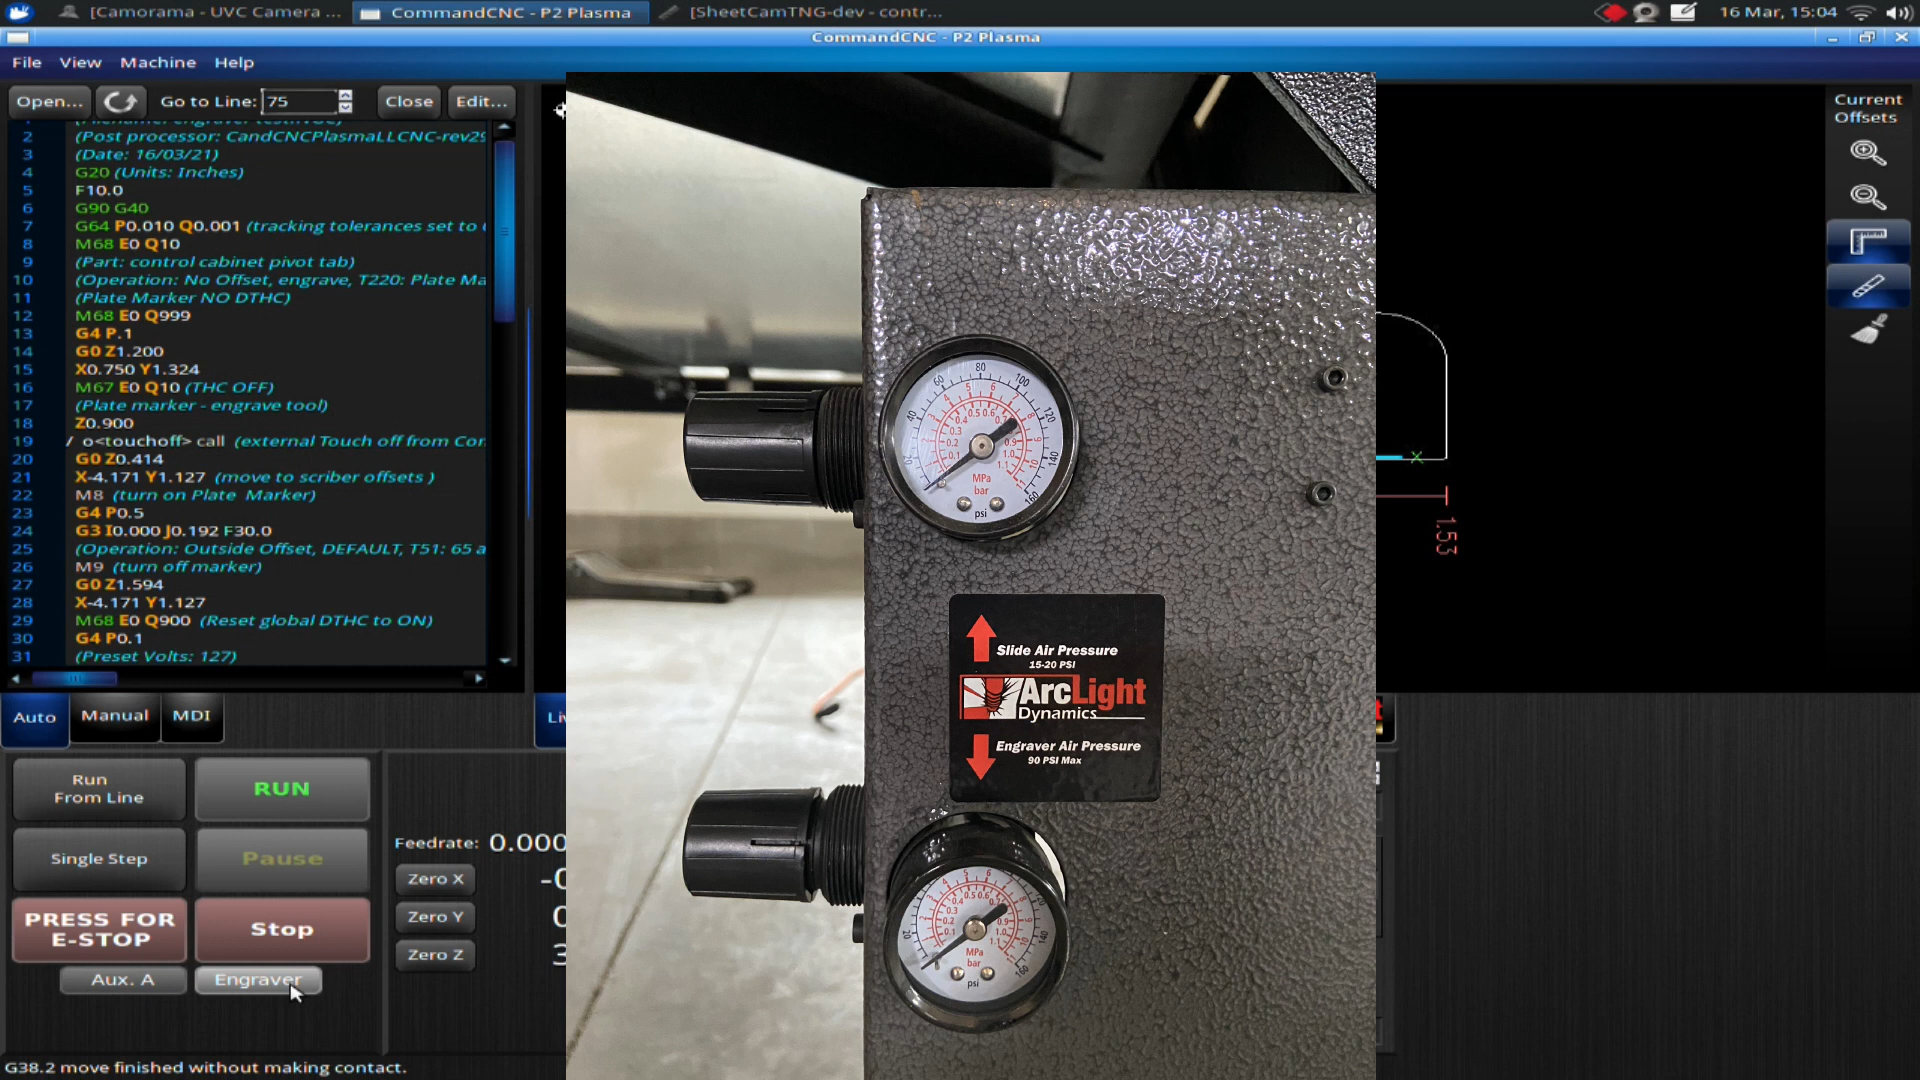 [Camorama - UVC Camera ...
CommandCNC - P2 Plasma
[SheetCamTNG-dev - contr...
16 Mar, 15:04
CommandCNC - P2 Plasma
File View Machine Help
Open... Go to Line: 75 Close Edit...
2 (Post processor: CandCNCPlasmaLLCNC-rev29
3 (Date: 16/03/21)
4 G20 (Units: Inches)
5 F10.0
6 G90 G40
7 G64 P0.010 Q0.001 (tracking tolerances set to
8 M68 E0 Q10
9 (Part: control cabinet pivot tab)
10 (Operation: No Offset, engrave, T220: Plate Ma
11 (Plate Marker NO DTHC)
12 M68 E0 Q999
13 G4 P.1
14 G0 Z1.200
15 X0.750 Y1.324
16 M67 E0 Q10 (THC OFF)
17 (Plate marker - engrave tool)
18 Z0.900
19 / o<touchoff> call (external Touch off from Con
20 G0 Z0.414
21 X-4.171 Y1.127 (move to scriber offsets )
22 M8 (turn on Plate Marker)
23 G4 P0.5
24 G3 I0.000 J0.192 F30.0
25 (Operation: Outside Offset, DEFAULT, T51: 65 a
26 M9 (turn off marker)
27 G0 Z1.594
28 X-4.171 Y1.127
29 M68 E0 Q900 (Reset global DTHC to ON)
30 G4 P0.1
31 (Preset Volts: 127)
Auto Manual MDI
Run
From Line
RUN
Single Step
Pause
PRESS FOR
E-STOP
Stop
Aux. A
Engraver
Feedrate: 0.000
Zero X
Zero Y
Zero Z
G38.2 move finished without making contact.
20 40 60 80 100 120 140 160
MPa
bar
psi
Slide Air Pressure
15-20 PSI
ArcLight
Dynamics
Engraver Air Pressure
90 PSI Max
MPa
bar
psi
Current
Offsets
1.53